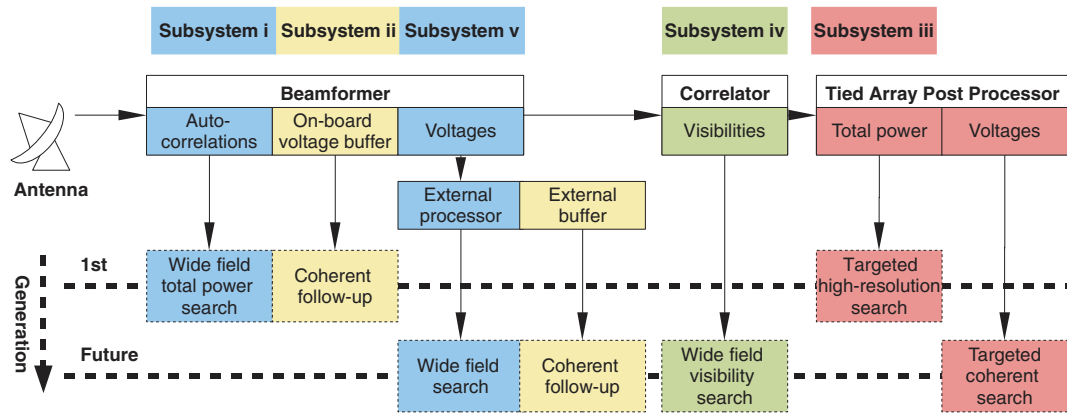 Subsystem i
Subsystem ii
Subsystem v
Subsystem iv
Subsystem iii
Beamformer
Correlator
Tied Array Post Processor
Auto-
correlations
On-board
voltage buffer
Voltages
Visibilities
Total power
Voltages
Antenna
External
processor
External
buffer
Generation
1st
Wide field
total power
search
Coherent
follow-up
Targeted
high-resolution
search
Future
Wide field
search
Coherent
follow-up
Wide field
visibility
search
Targeted
coherent
search